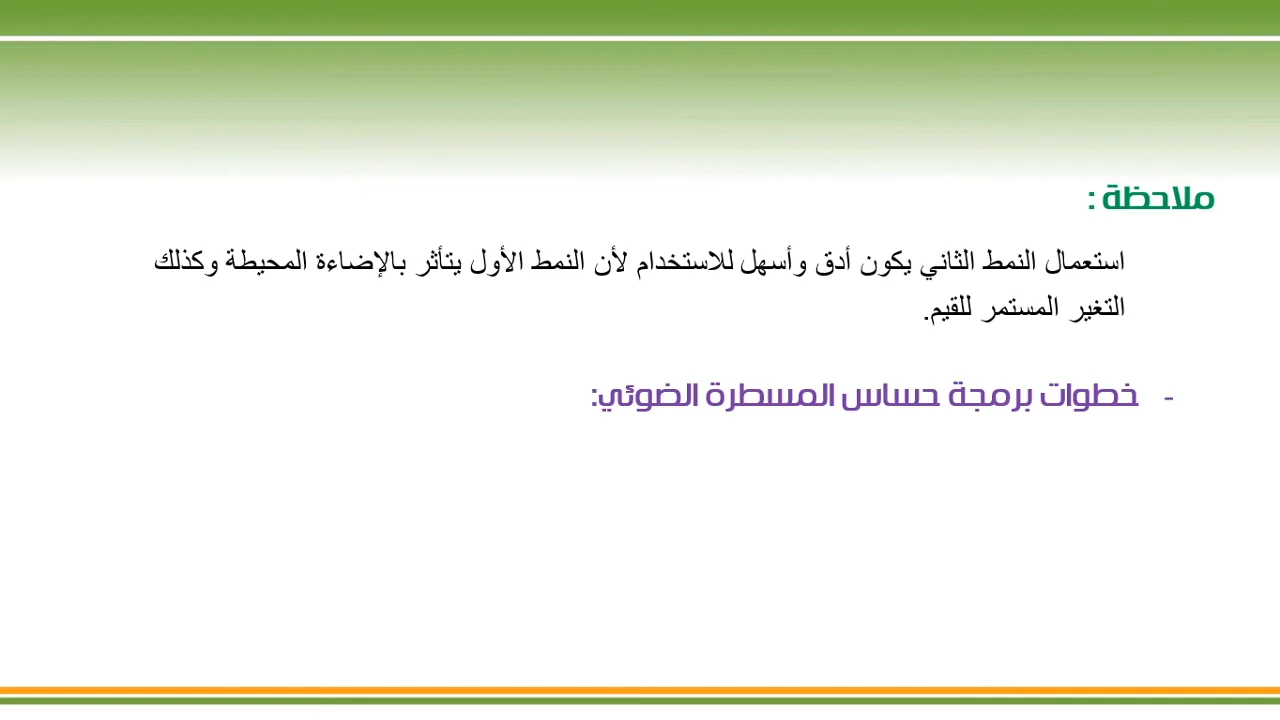 ملاحظة :
استعمال النمط الثاني يكون أدق وأسهل للاستخدام لأن النمط الأول يتأثر بالإضاءة المحيطة وكذلك
التغير المستمر للقيم.
- خطوات برمجة حساس المسطرة الضوئي: